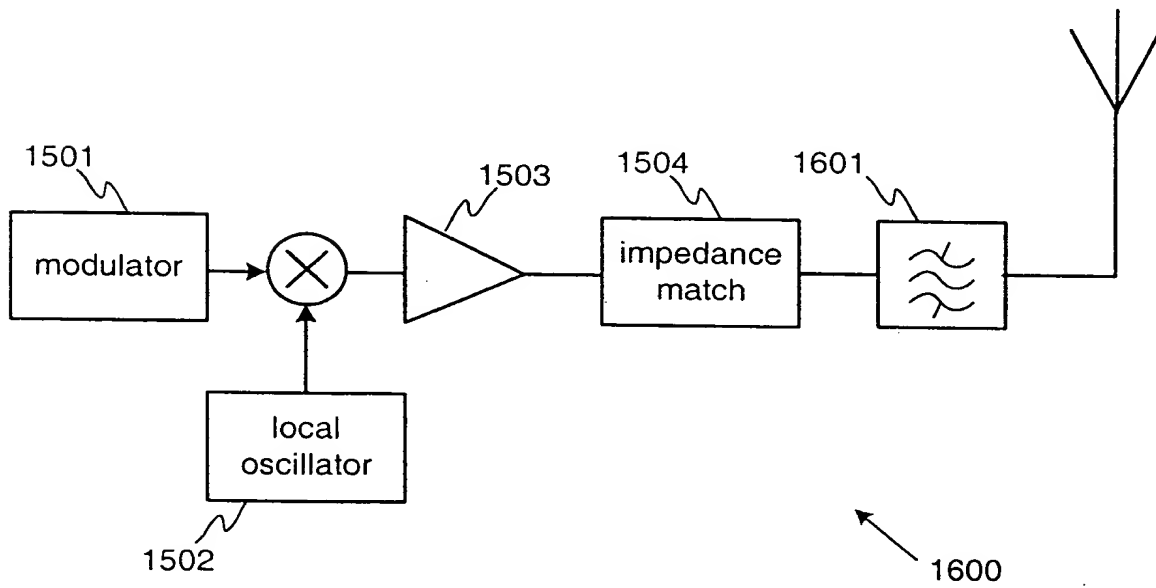 1501
modulator
1502
local
oscillator
1503
1504
impedance
match
1601
1600